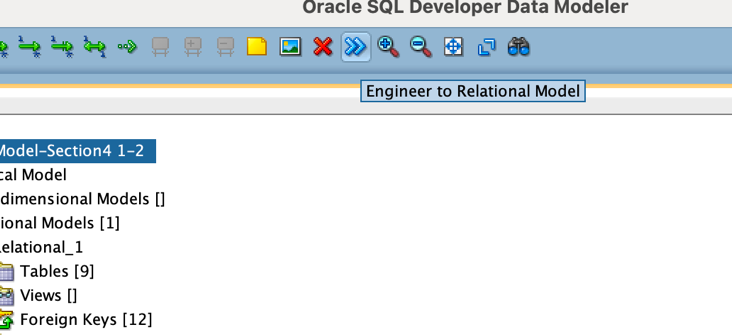 Oracle SQL Developer Data Modeler
Engineer to Relational Model
Model-Section4 1-2
cal Model
dimensional Models []
ional Models [1]
elational_1
Tables [9]
Views []
Foreign Keys [12]